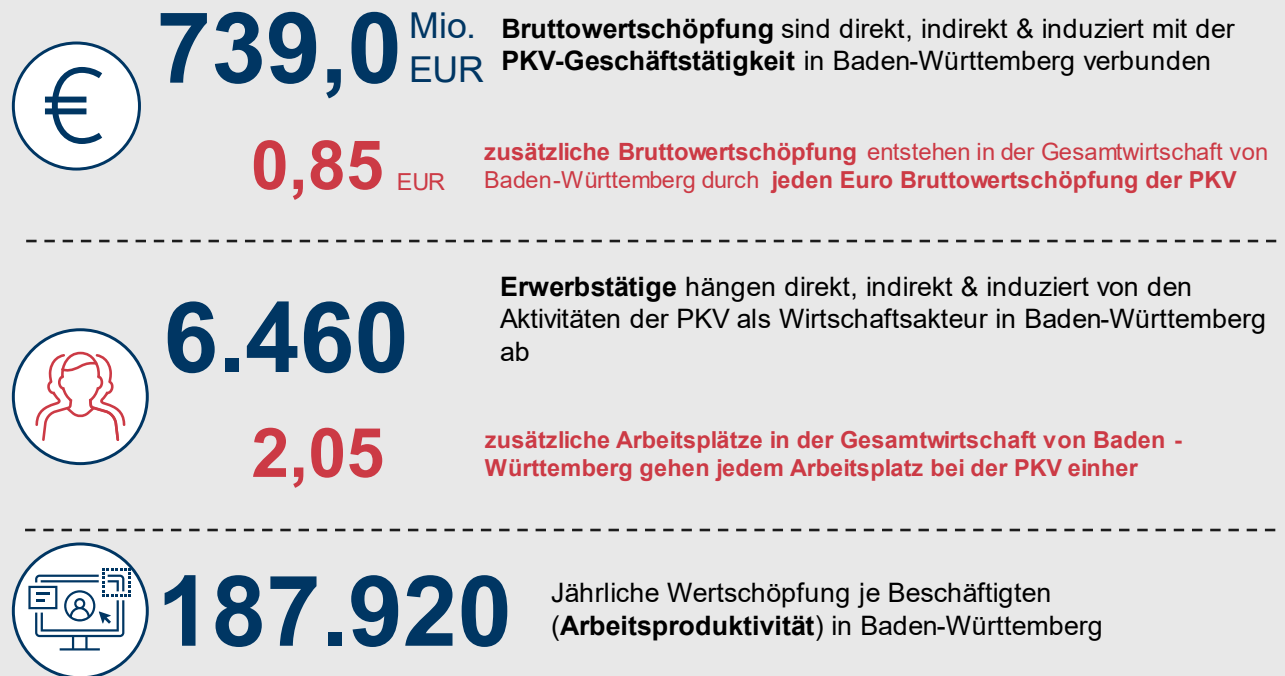 739,0 Mio. EUR
Bruttowertschöpfung sind direkt, indirekt & induziert mit der
PKV-Geschäftstätigkeit in Baden-Württemberg verbunden
€
0,85 EUR
zusätzliche Bruttowertschöpfung entstehen in der Gesamtwirtschaft von
Baden-Württemberg durch jeden Euro Bruttowertschöpfung der PKV
6.460
Erwerbstätige hängen direkt, indirekt & induziert von den
Aktivitäten der PKV als Wirtschaftsakteur in Baden-Württemberg
ab
2,05
zusätzliche Arbeitsplätze in der Gesamtwirtschaft von Baden -
Württemberg gehen jedem Arbeitsplatz bei der PKV einher
187.920
Jährliche Wertschöpfung je Beschäftigten
(Arbeitsproduktivität) in Baden-Württemberg